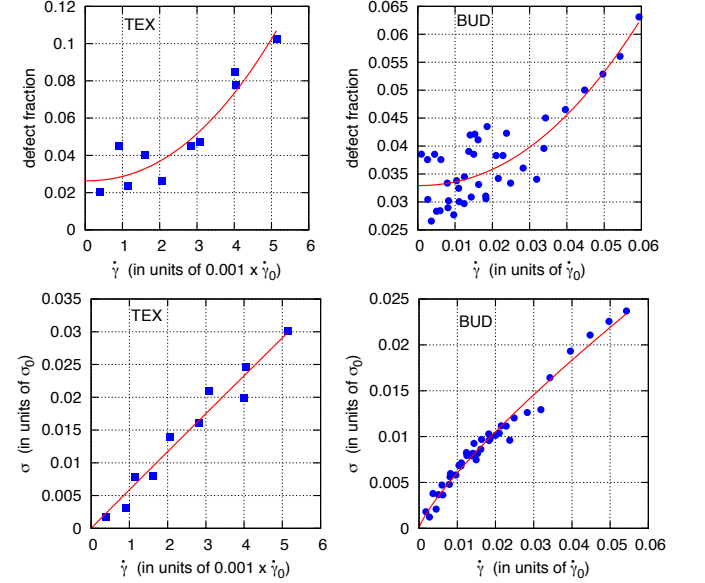 TEX
defect fraction
0.12
0.1
0.08
0.06
0.04
0.02
0
0 1 2 3 4 5 6
γ̇ (in units of 0.001 x γ̇0)
BUD
defect fraction
0.065
0.06
0.055
0.05
0.045
0.04
0.035
0.03
0.025
0 0.01 0.02 0.03 0.04 0.05 0.06
γ̇ (in units of γ̇0)
TEX
σ (in units of σ0)
0.035
0.03
0.025
0.02
0.015
0.01
0.005
0
0 1 2 3 4 5 6
γ̇ (in units of 0.001 x γ̇0)
BUD
σ (in units of σ0)
0.025
0.02
0.015
0.01
0.005
0
0 0.01 0.02 0.03 0.04 0.05 0.06
γ̇ (in units of γ̇0)